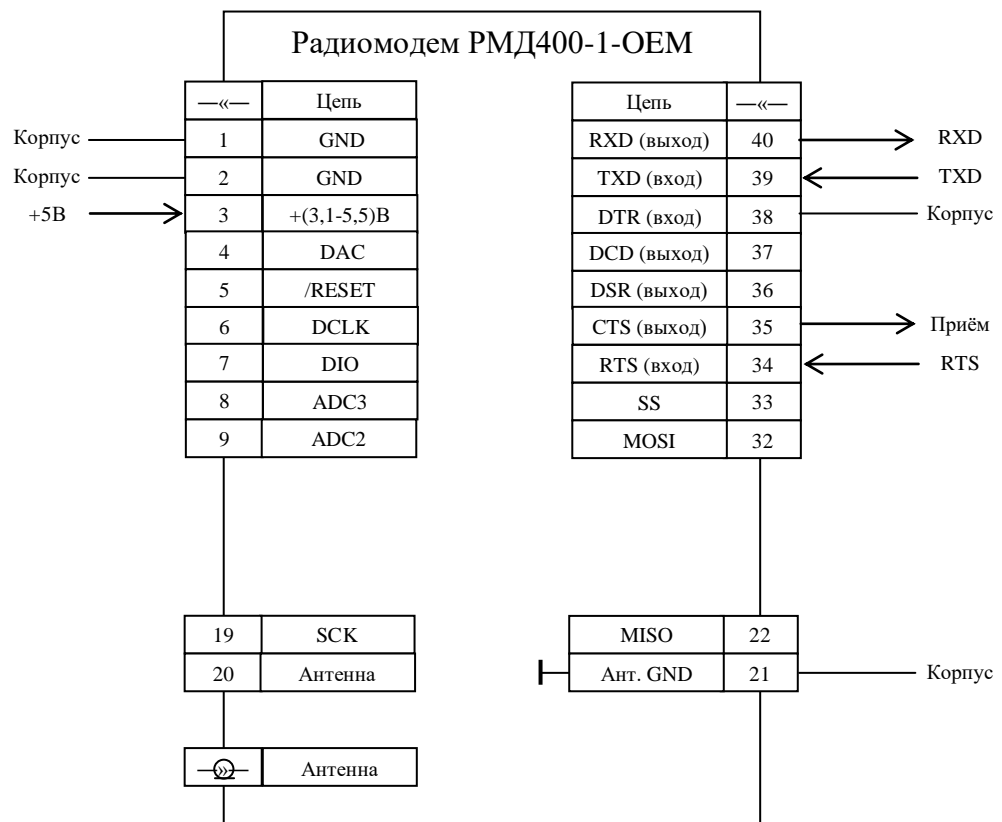 Радиомодем РМД400-1-OEM
—«— Цепь Цепь —«—
Корпус 1 GND RXD (выход) 40 RXD
Корпус 2 GND TXD (вход) 39 TXD
+5В 3 +(3,1-5,5)В DTR (вход) 38 Корпус
4 DAC DCD (выход) 37
5 /RESET DSR (выход) 36
6 DCLK CTS (выход) 35 Приём
7 DIO RTS (вход) 34 RTS
8 ADC3 SS 33
9 ADC2 MOSI 32
19 SCK MISO 22
20 Антенна Ант. GND 21 Корпус
—»— Антенна